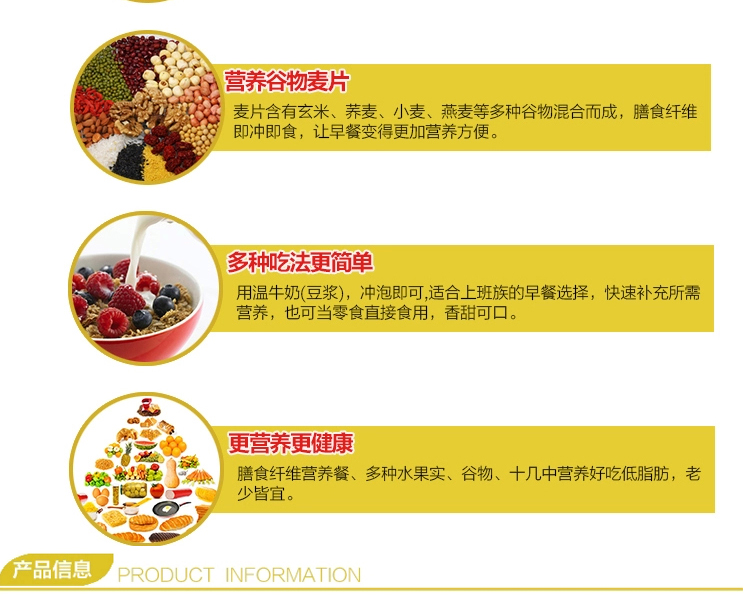 营养谷物麦片
麦片含有玄米、荞麦、小麦、燕麦等多种谷物混合而成，膳食纤维
即冲即食，让早餐变得更加营养方便。
多种吃法更简单
用温牛奶(豆浆)，冲泡即可,适合上班族的早餐选择，快速补充所需
营养，也可当零食直接食用，香甜可口。
更营养更健康
膳食纤维营养餐、多种水果实、谷物、十几中营养好吃低脂肪，老
少皆宜。
产品信息 PRODUCT INFORMATION